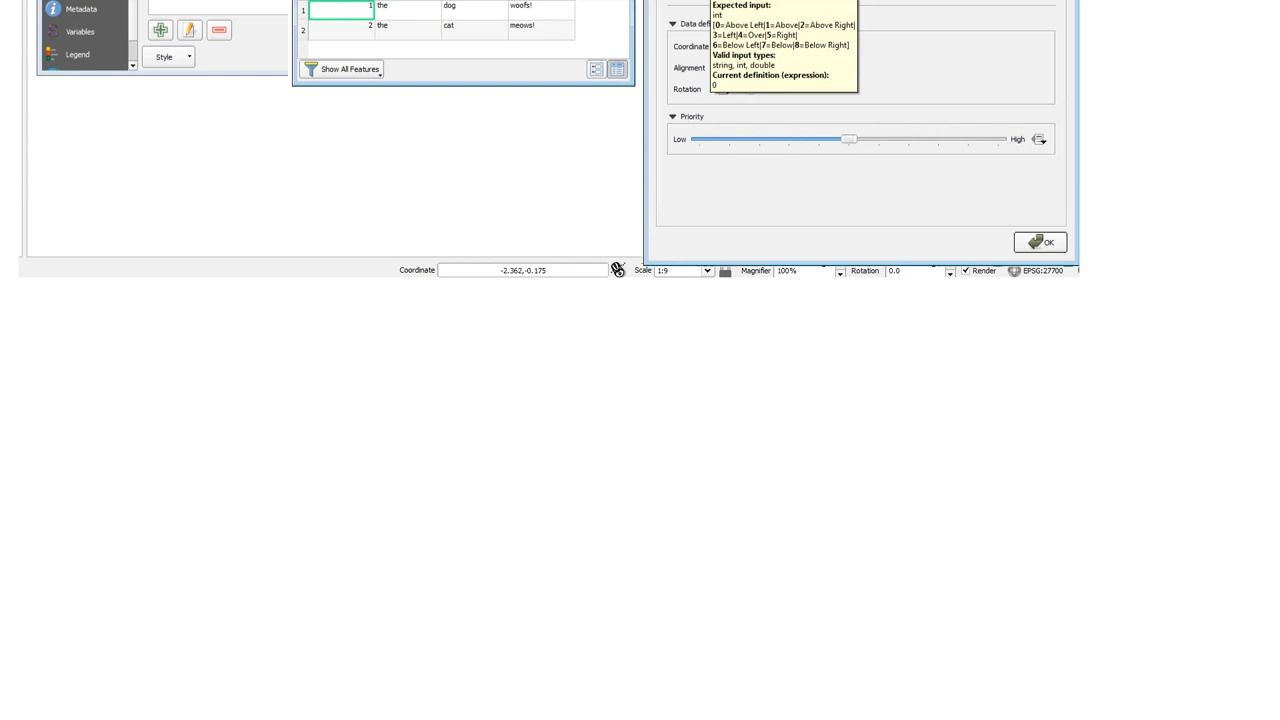 Expected input:
int
[0=Above Left|1=Above|2=Above Right|
3=Left|4=Over|5=Right|
6=Below Left|7=Below|8=Below Right]
Valid input types:
string, int, double
Current definition (expression):
0
1 1 the dog woofs!
2 2 the cat meows!
Metadata
Variables
Legend
Style
Show All Features
Data defi
Coordinate
Alignment
Rotation
Priority
Low High
OK
Coordinate -2.362,-0.175 Scale 1:9 Magnifier 100% Rotation 0.0 Render EPSG:27700